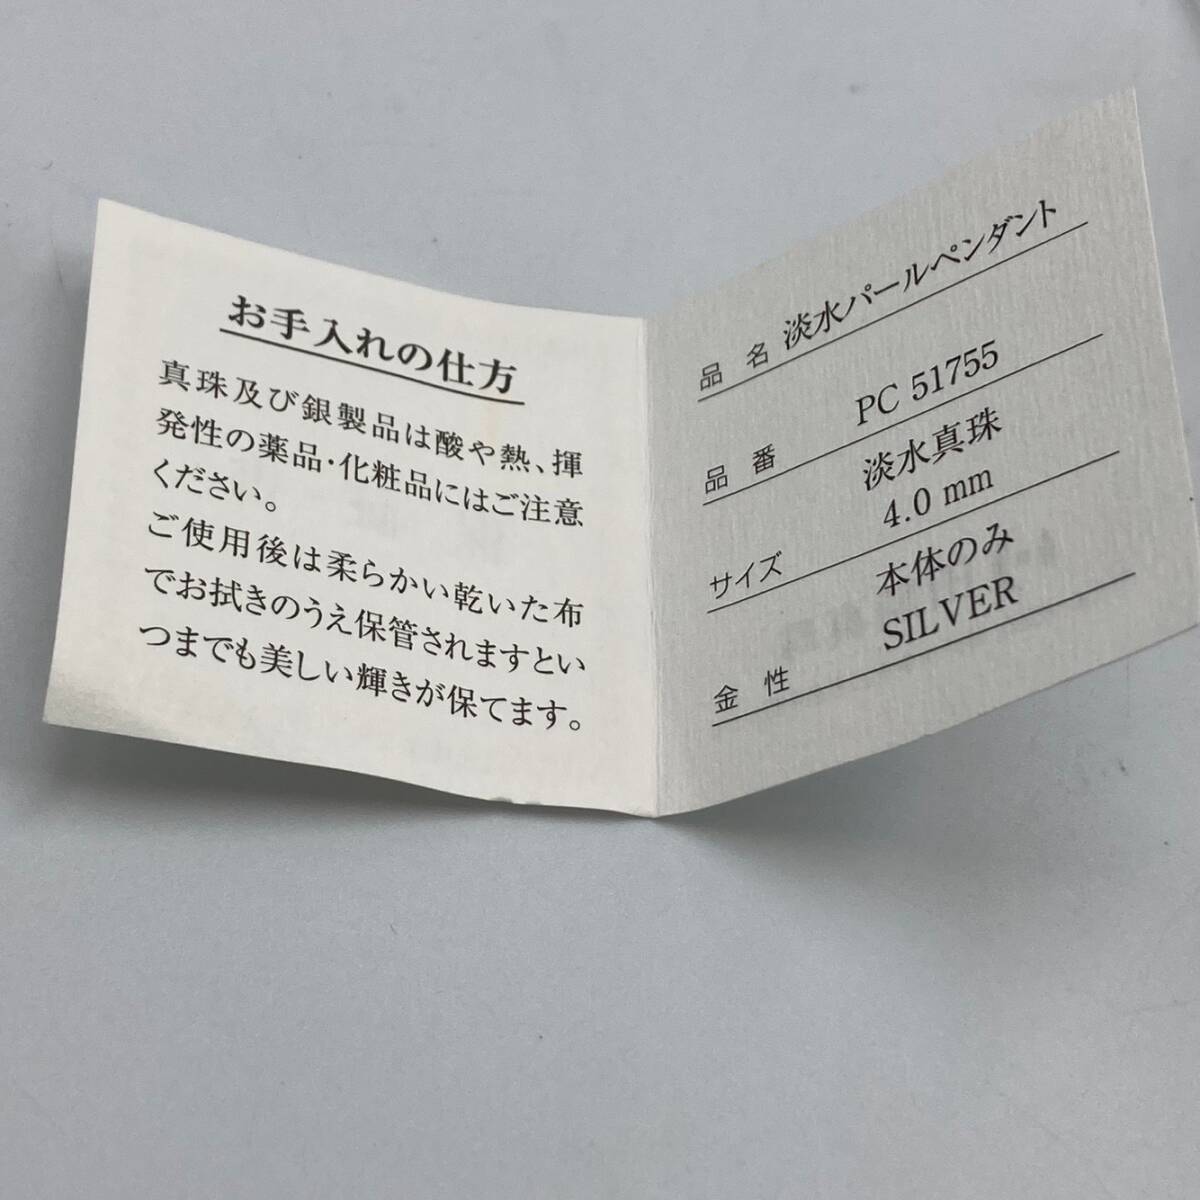 お手入れの仕方
真珠及び銀製品は酸や熱、揮
発性の薬品・化粧品にはご注意
ください。
ご使用後は柔らかい乾いた布
でお拭きのうえ保管されますとい
つまでも美しい輝きが保てます。
品名 淡水パールペンダント
品番 PC 51755
淡水真珠
サイズ 4.0 mm
本体のみ
金性 SILVER